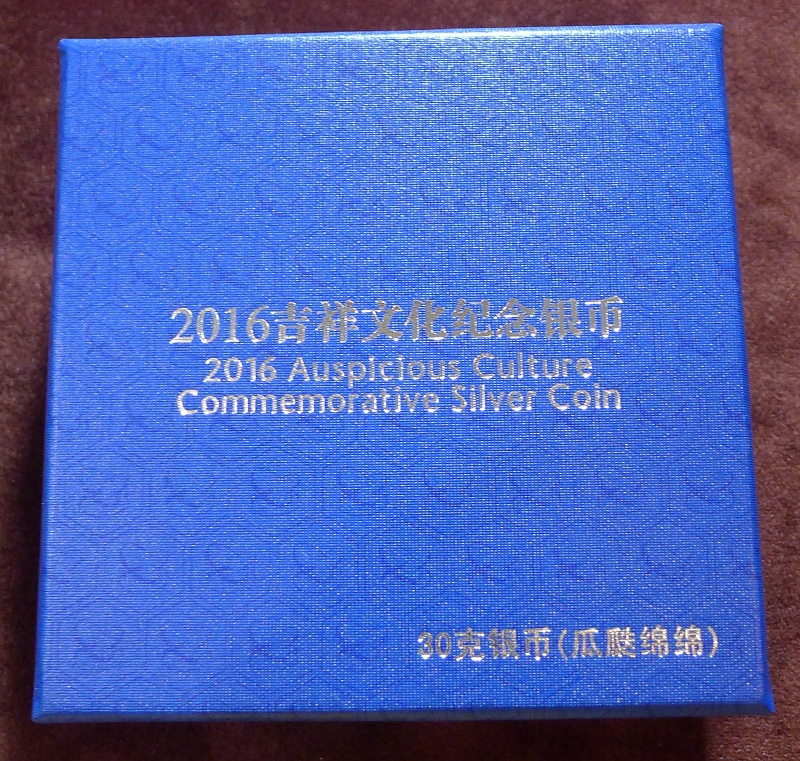 2016吉祥文化纪念银币
2016 Auspicious Culture
Commemorative Silver Coin
30克银币(瓜瓞绵绵)